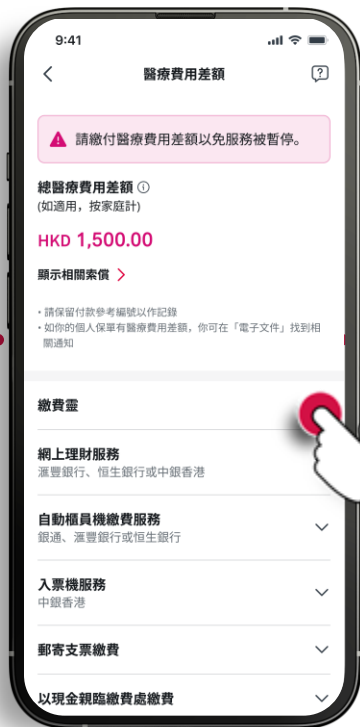 9:41
醫療費用差額
請繳付醫療費用差額以免服務被暫停。
總醫療費用差額
(如適用，按家庭計)
HKD 1,500.00
顯示相關索償
・請保留付款參考編號以作記錄
・如你的個人保單有醫療費用差額，你可在「電子文件」找到相
關通知
繳費靈
網上理財服務
滙豐銀行、恒生銀行或中銀香港
自動櫃員機繳費服務
銀通、滙豐銀行或恒生銀行
入票機服務
中銀香港
郵寄支票繳費
以現金親臨繳費處繳費